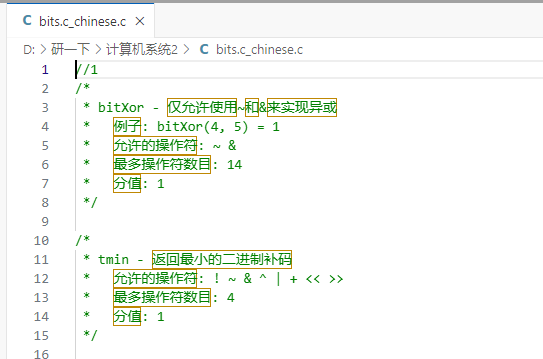 C bits.c_chinese.c ×
D: > 研一下 > 计算机系统2 > C bits.c_chinese.c
1 //1
2 /*
3 * bitXor - 仅允许使用~和&来实现异或
4 * 例子: bitXor(4, 5) = 1
5 * 允许的操作符: ~ &
6 * 最多操作符数目: 14
7 * 分值: 1
8 */
9
10 /*
11 * tmin - 返回最小的二进制补码
12 * 允许的操作符: ! ~ & ^ | + << >>
13 * 最多操作符数目: 4
14 * 分值: 1
15 */